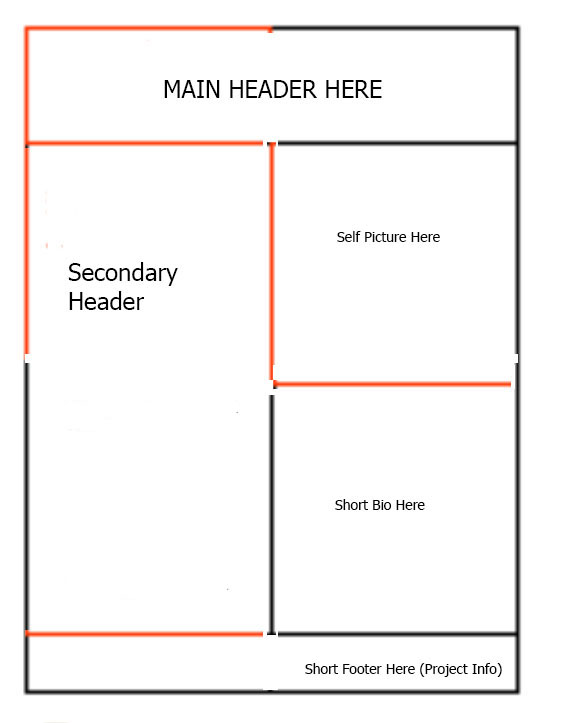 MAIN HEADER HERE
Self Picture Here
Secondary
Header
Short Bio Here
Short Footer Here (Project Info)